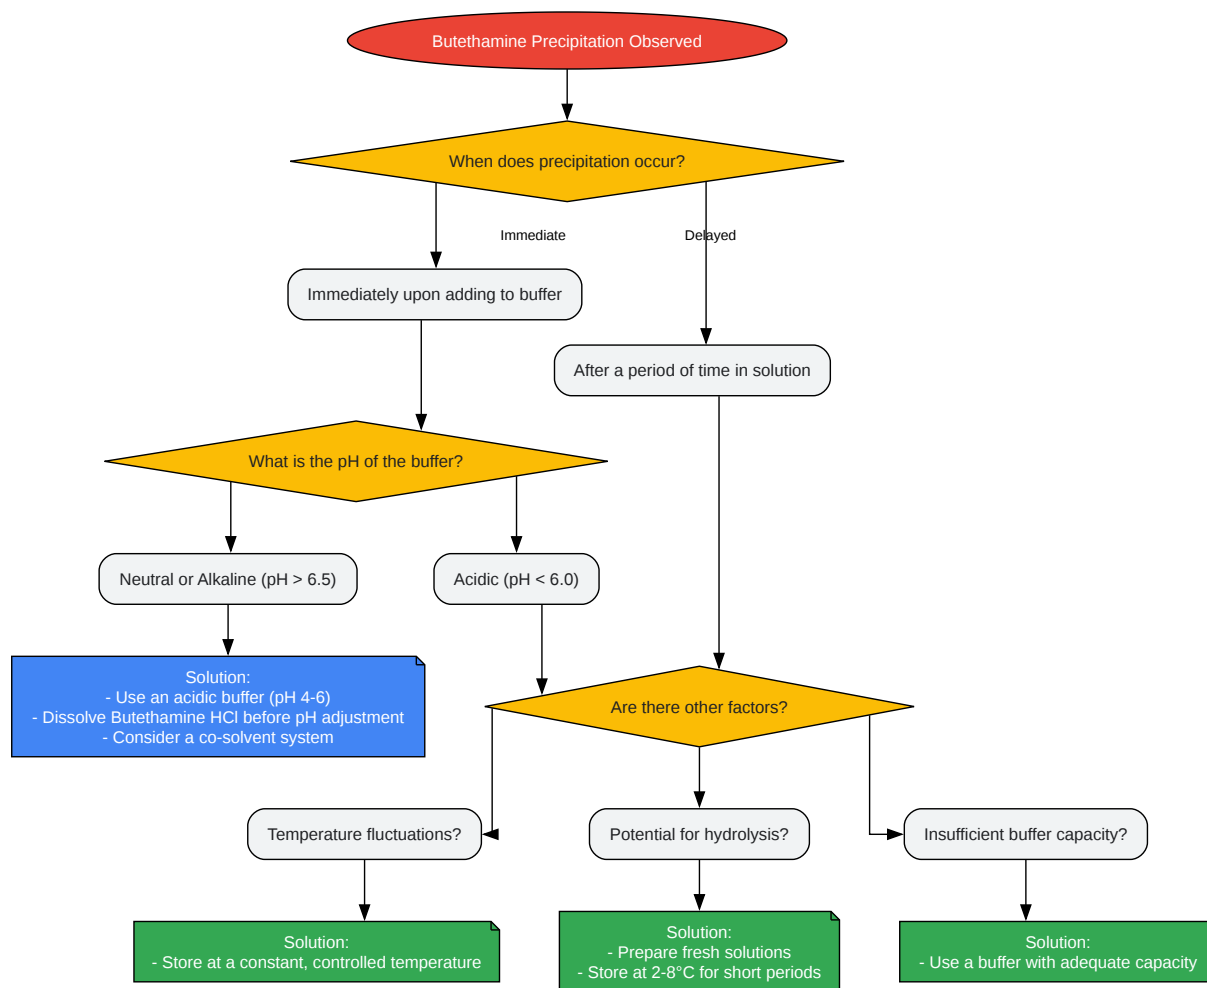 Butethamine Precipitation Observed
When does precipitation occur?
Immediate
Delayed
Immediately upon adding to buffer
After a period of time in solution
What is the pH of the buffer?
Neutral or Alkaline (pH > 6.5)
Acidic (pH < 6.0)
Solution:
- Use an acidic buffer (pH 4-6)
- Dissolve Butethamine HCl before pH adjustment
- Consider a co-solvent system
Are there other factors?
Temperature fluctuations?
Potential for hydrolysis?
Insufficient buffer capacity?
Solution:
- Store at a constant, controlled temperature
Solution:
- Prepare fresh solutions
- Store at 2-8°C for short periods
Solution:
- Use a buffer with adequate capacity